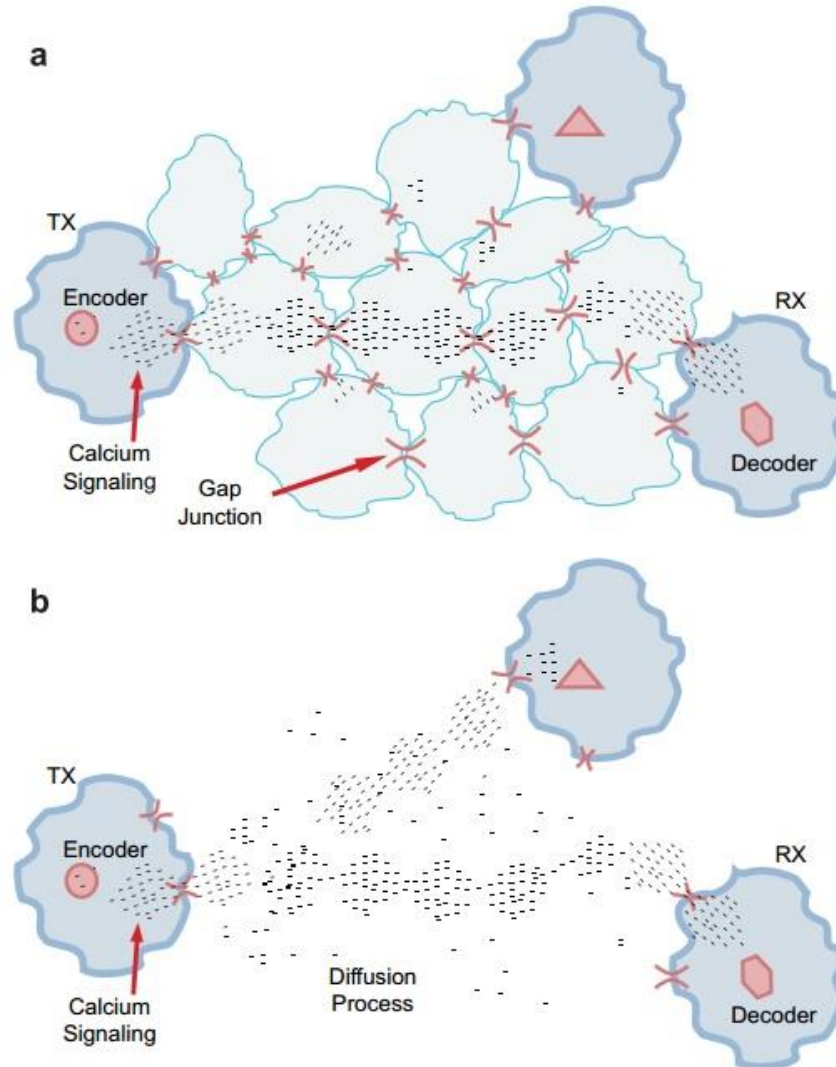 a
TX
Encoder
RX
Calcium
Signaling
Gap
Junction
Decoder
b
TX
Encoder
RX
Diffusion
Process
Calcium
Signaling
Decoder